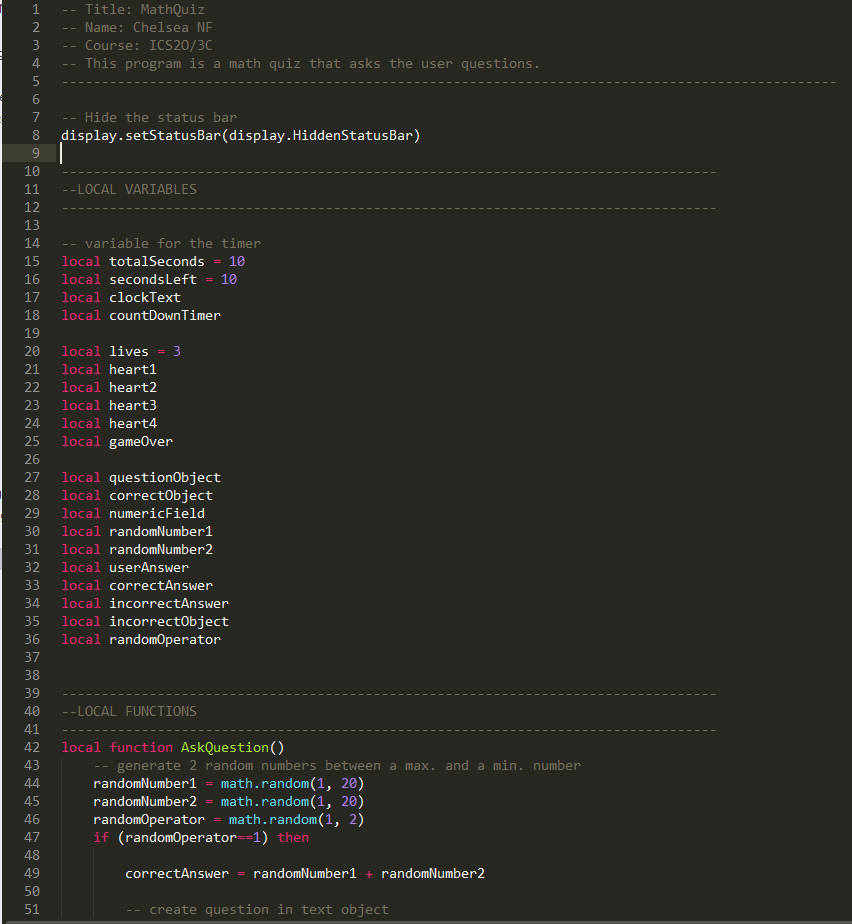 1 -- Title: MathQuiz
2 -- Name: Chelsea NF
3 -- Course: ICS2O/3C
4 -- This program is a math quiz that asks the user questions.
5 -------------------------------------------------------------------------------------------------
6
7 -- Hide the status bar
8 display.setStatusBar(display.HiddenStatusBar)
9
10 ----------------------------------------------------------------------------------
11 --LOCAL VARIABLES
12 ----------------------------------------------------------------------------------
13
14 -- variable for the timer
15 local totalSeconds = 10
16 local secondsLeft = 10
17 local clockText
18 local countDownTimer
19
20 local lives = 3
21 local heart1
22 local heart2
23 local heart3
24 local heart4
25 local gameOver
26
27 local questionObject
28 local correctObject
29 local numericField
30 local randomNumber1
31 local randomNumber2
32 local userAnswer
33 local correctAnswer
34 local incorrectAnswer
35 local incorrectObject
36 local randomOperator
37
38
39 ----------------------------------------------------------------------------------
40 --LOCAL FUNCTIONS
41 ----------------------------------------------------------------------------------
42 local function AskQuestion()
43 -- generate 2 random numbers between a max. and a min. number
44 randomNumber1 = math.random(1, 20)
45 randomNumber2 = math.random(1, 20)
46 randomOperator = math.random(1, 2)
47 if (randomOperator==1) then
48
49 correctAnswer = randomNumber1 + randomNumber2
50
51 -- create question in text object